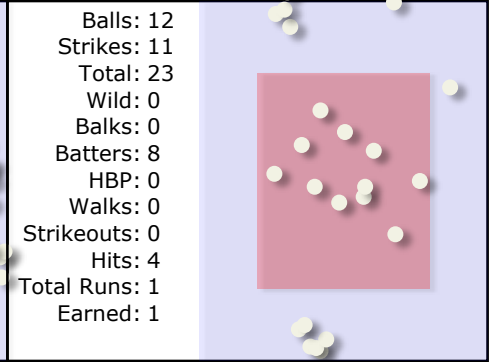 Balls: 12
Strikes: 11
Total: 23
Wild: 0
Balks: 0
Batters: 8
HBP: 0
Walks: 0
Strikeouts: 0
Hits: 4
Total Runs: 1
Earned: 1